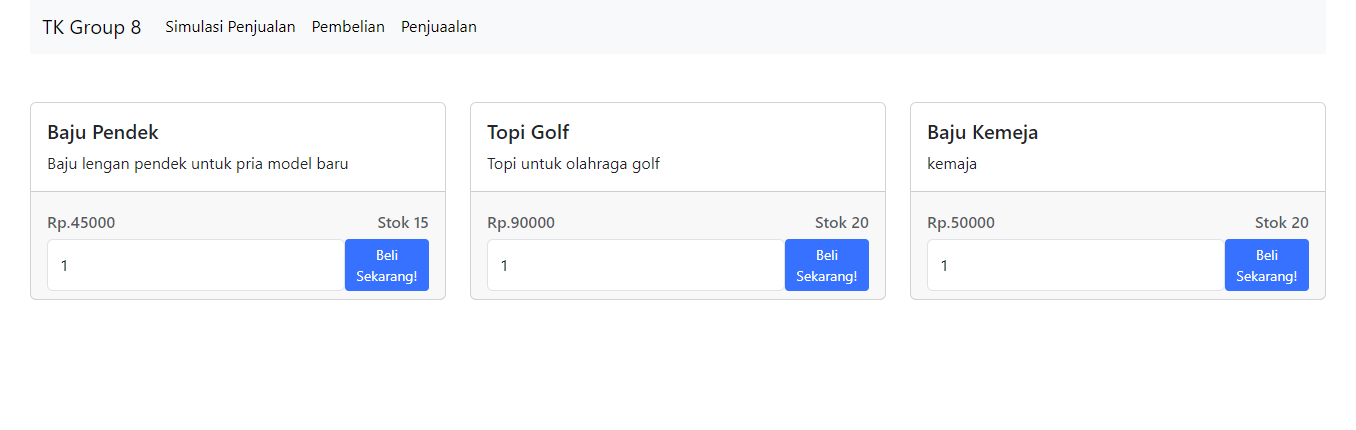 TK Group 8 Simulasi Penjualan Pembelian Penjuaalan
Baju Pendek
Baju lengan pendek untuk pria model baru
Rp.45000 Stok 15
1 Beli
Sekarang!
Topi Golf
Topi untuk olahraga golf
Rp.90000 Stok 20
1 Beli
Sekarang!
Baju Kemeja
kemaja
Rp.50000 Stok 20
1 Beli
Sekarang!